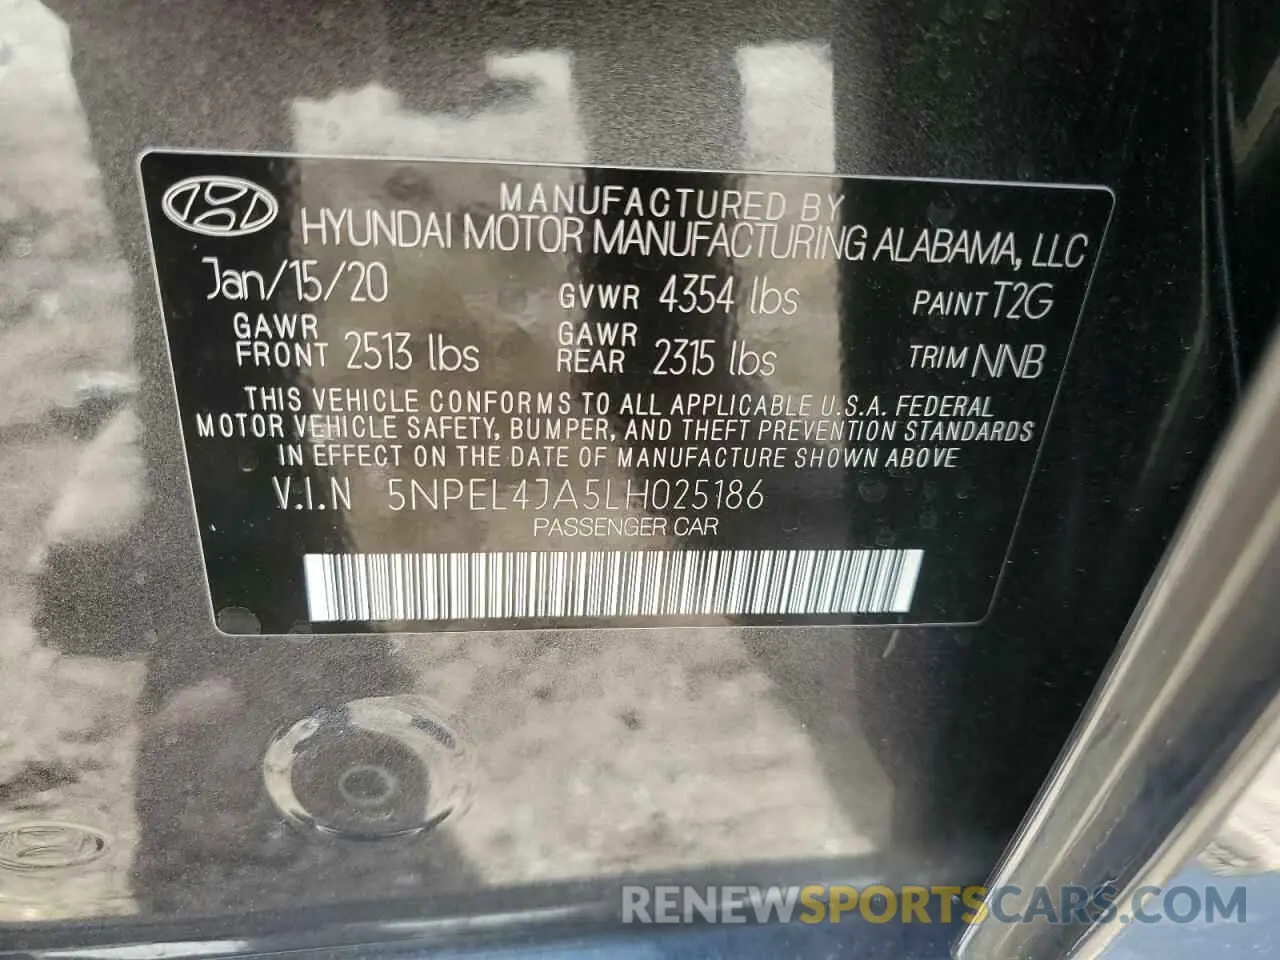 MANUFACTURED BY
HYUNDAI MOTOR MANUFACTURING ALABAMA, LLC
Jan/15/20 GVWR 4354 lbs PAINT T2G
GAWR FRONT 2513 lbs GAWR REAR 2315 lbs TRIM NNB
THIS VEHICLE CONFORMS TO ALL APPLICABLE U.S.A. FEDERAL
MOTOR VEHICLE SAFETY, BUMPER, AND THEFT PREVENTION STANDARDS
IN EFFECT ON THE DATE OF MANUFACTURE SHOWN ABOVE
V.I.N 5NPEL4JA5LH025186
PASSENGER CAR
RENEWSPORTSCARS.COM